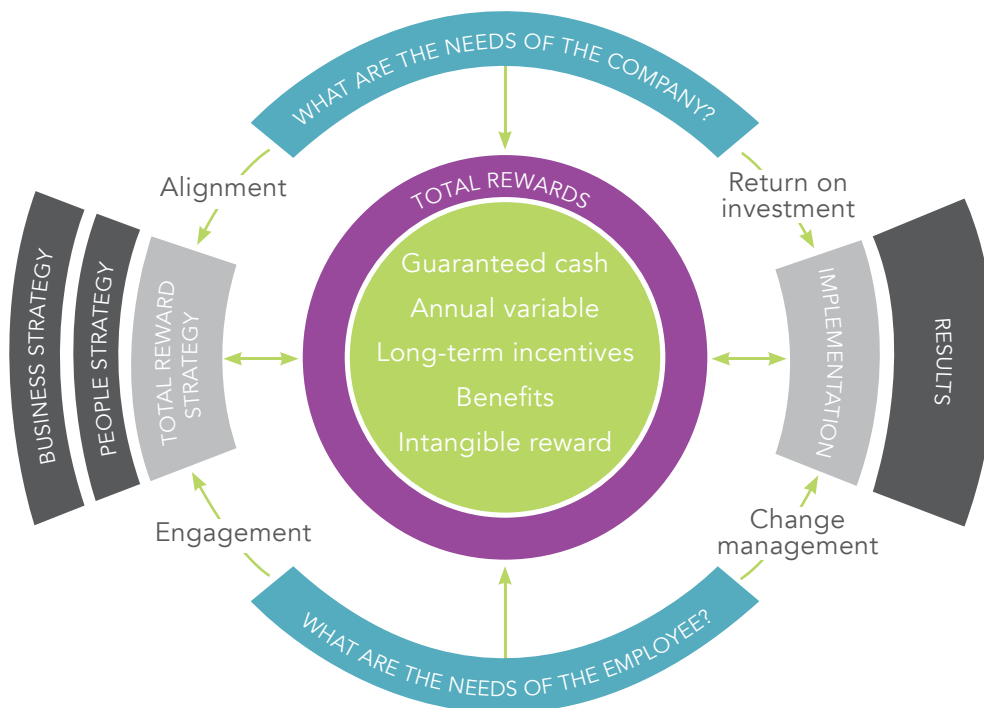 WHAT ARE THE NEEDS OF THE COMPANY?
Alignment
Return on
investment
BUSINESS STRATEGY
PEOPLE STRATEGY
TOTAL REWARD
STRATEGY
TOTAL REWARDS
Guaranteed cash
Annual variable
Long-term incentives
Benefits
Intangible reward
IMPLEMENTATION
RESULTS
Engagement
Change
management
WHAT ARE THE NEEDS OF THE EMPLOYEE?